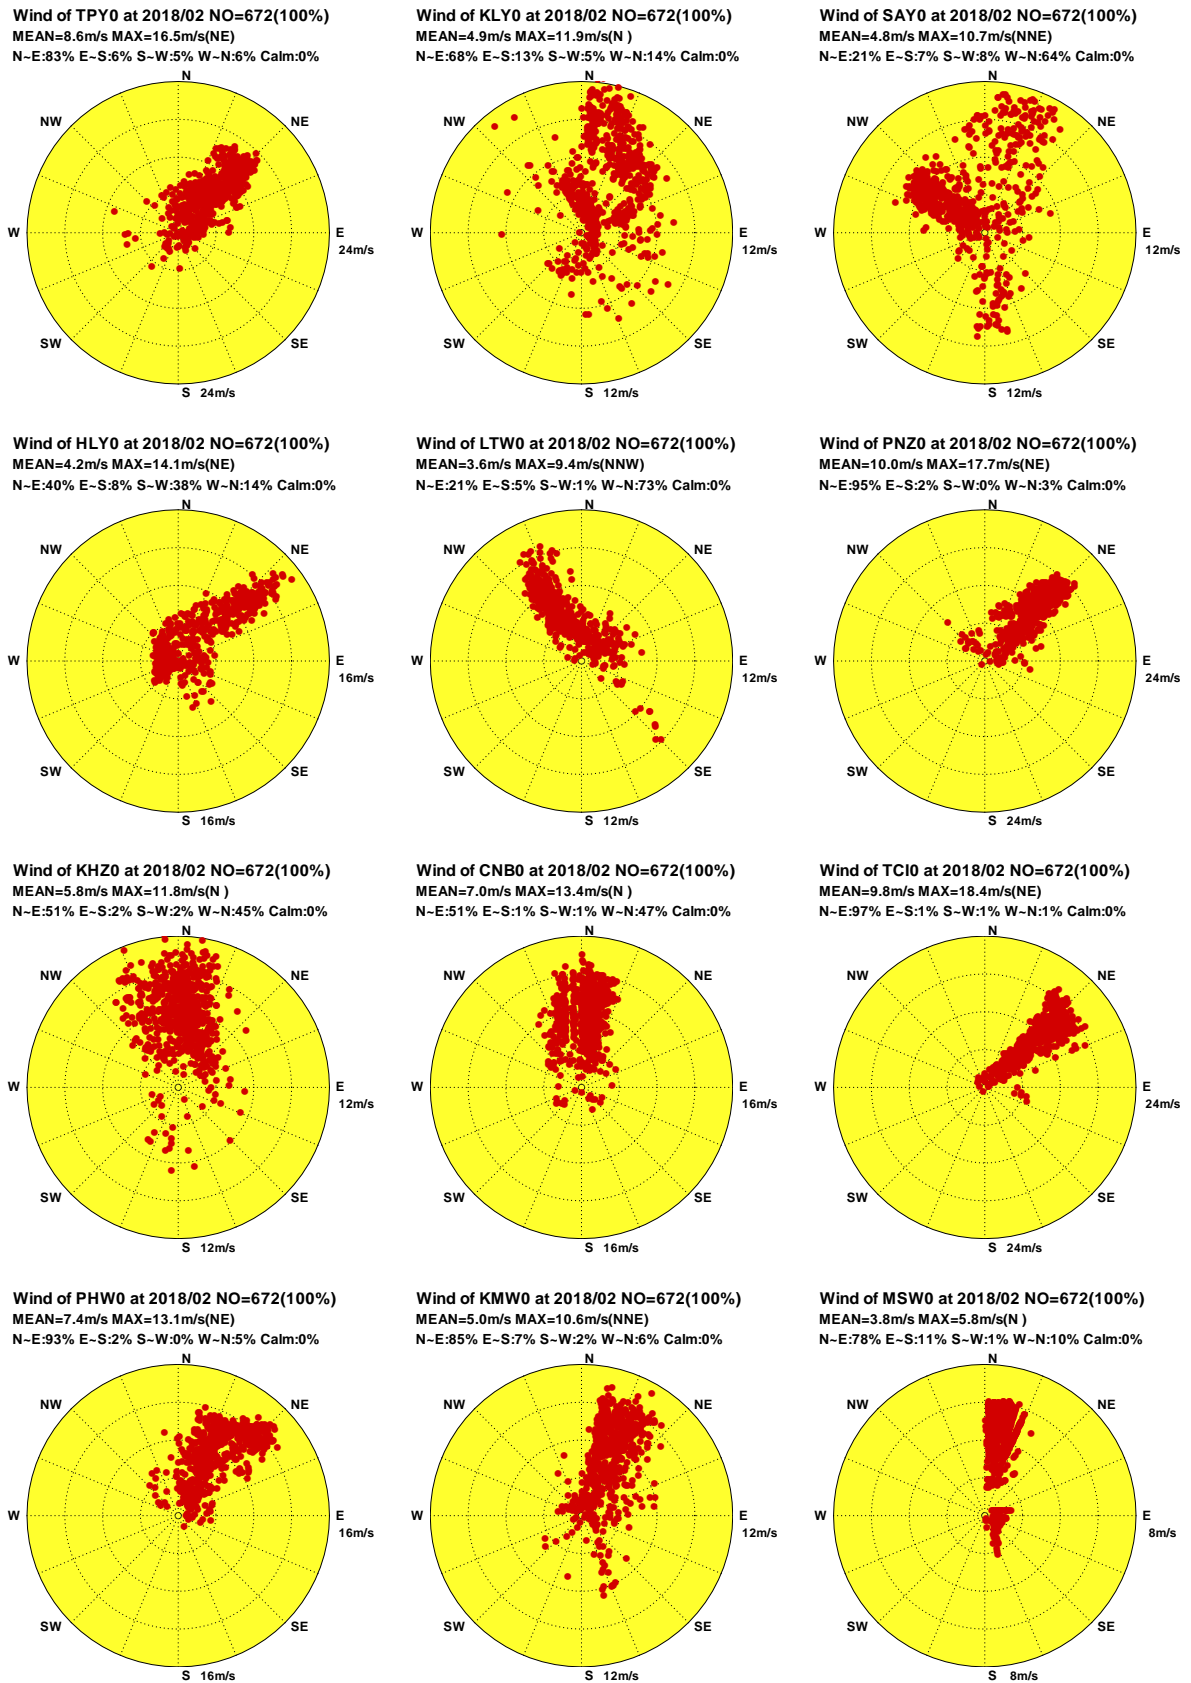 Wind of TPY0 at 2018/02 NO=672(100%)
MEAN=8.6m/s MAX=16.5m/s(NE)
N~E:83% E~S:6% S~W:5% W~N:6% Calm:0%
N
NW
NE
W
E
24m/s
SW
SE
S 24m/s
Wind of KLY0 at 2018/02 NO=672(100%)
MEAN=4.9m/s MAX=11.9m/s(N )
N~E:68% E~S:13% S~W:5% W~N:14% Calm:0%
N
NW
NE
W
E
12m/s
SW
SE
S 12m/s
Wind of SAY0 at 2018/02 NO=672(100%)
MEAN=4.8m/s MAX=10.7m/s(NNE)
N~E:21% E~S:7% S~W:8% W~N:64% Calm:0%
N
NW
NE
W
E
12m/s
SW
SE
S 12m/s
Wind of HLY0 at 2018/02 NO=672(100%)
MEAN=4.2m/s MAX=14.1m/s(NE)
N~E:40% E~S:8% S~W:38% W~N:14% Calm:0%
N
NW
NE
W
E
16m/s
SW
SE
S 16m/s
Wind of LTW0 at 2018/02 NO=672(100%)
MEAN=3.6m/s MAX=9.4m/s(NNW)
N~E:21% E~S:5% S~W:1% W~N:73% Calm:0%
N
NW
NE
W
E
12m/s
SW
SE
S 12m/s
Wind of PNZ0 at 2018/02 NO=672(100%)
MEAN=10.0m/s MAX=17.7m/s(NE)
N~E:95% E~S:2% S~W:0% W~N:3% Calm:0%
N
NW
NE
W
E
24m/s
SW
SE
S 24m/s
Wind of KHZ0 at 2018/02 NO=672(100%)
MEAN=5.8m/s MAX=11.8m/s(N )
N~E:51% E~S:2% S~W:2% W~N:45% Calm:0%
N
NW
NE
W
E
12m/s
SW
SE
S 12m/s
Wind of CNB0 at 2018/02 NO=672(100%)
MEAN=7.0m/s MAX=13.4m/s(N )
N~E:51% E~S:1% S~W:1% W~N:47% Calm:0%
N
NW
NE
W
E
16m/s
SW
SE
S 16m/s
Wind of TCI0 at 2018/02 NO=672(100%)
MEAN=9.8m/s MAX=18.4m/s(NE)
N~E:97% E~S:1% S~W:1% W~N:1% Calm:0%
N
NW
NE
W
E
24m/s
SW
SE
S 24m/s
Wind of PHW0 at 2018/02 NO=672(100%)
MEAN=7.4m/s MAX=13.1m/s(NE)
N~E:93% E~S:2% S~W:0% W~N:5% Calm:0%
N
NW
NE
W
E
16m/s
SW
SE
S 16m/s
Wind of KMW0 at 2018/02 NO=672(100%)
MEAN=5.0m/s MAX=10.6m/s(NNE)
N~E:85% E~S:7% S~W:2% W~N:6% Calm:0%
N
NW
NE
W
E
12m/s
SW
SE
S 12m/s
Wind of MSW0 at 2018/02 NO=672(100%)
MEAN=3.8m/s MAX=5.8m/s(N )
N~E:78% E~S:11% S~W:1% W~N:10% Calm:0%
N
NW
NE
W
E
8m/s
SW
SE
S 8m/s